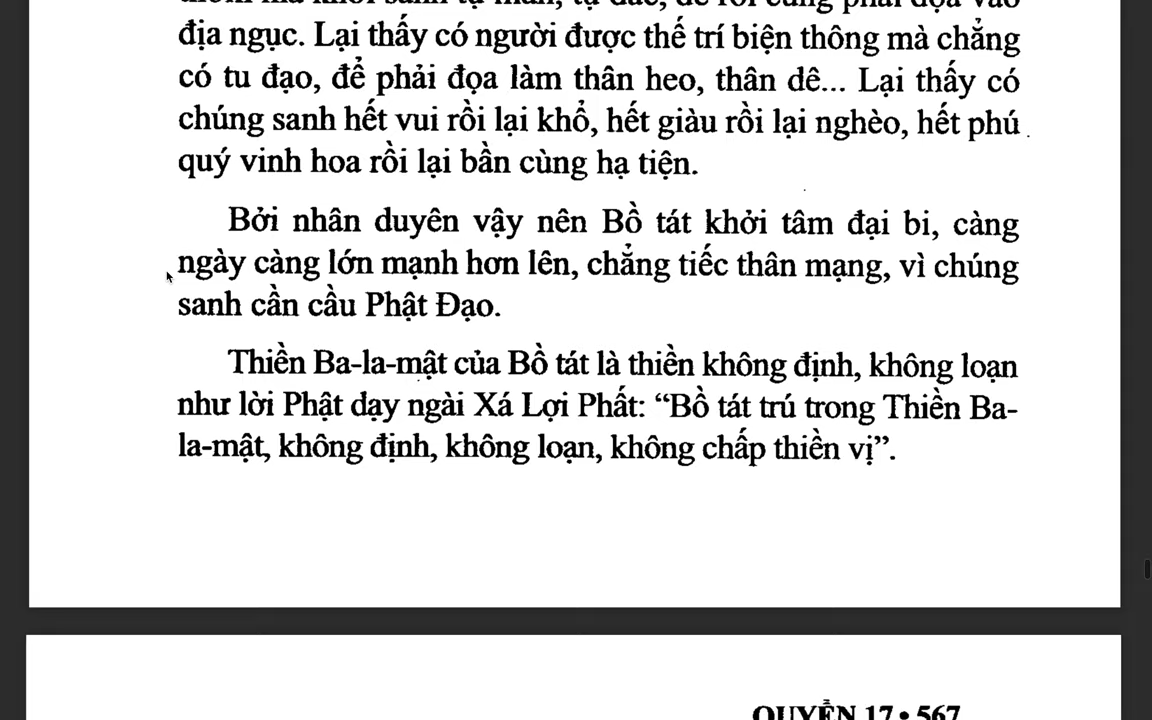 địa ngục. Lại thấy có người được thế trí biện thông mà chẳng
có tu đạo, để phải đọa làm thân heo, thân dê... Lại thấy có
chúng sanh hết vui rồi lại khổ, hết giàu rồi lại nghèo, hết phú
quý vinh hoa rồi lại bần cùng hạ tiện.
Bởi nhân duyên vậy nên Bồ tát khởi tâm đại bi, càng
ngày càng lớn mạnh hơn lên, chẳng tiếc thân mạng, vì chúng
sanh cần cầu Phật Đạo.
Thiền Ba-la-mật của Bồ tát là thiền không định, không loạn
như lời Phật dạy ngài Xá Lợi Phất: “Bồ tát trú trong Thiền Ba-
la-mật, không định, không loạn, không chấp thiền vị”.
QUYỂN 17 • 567